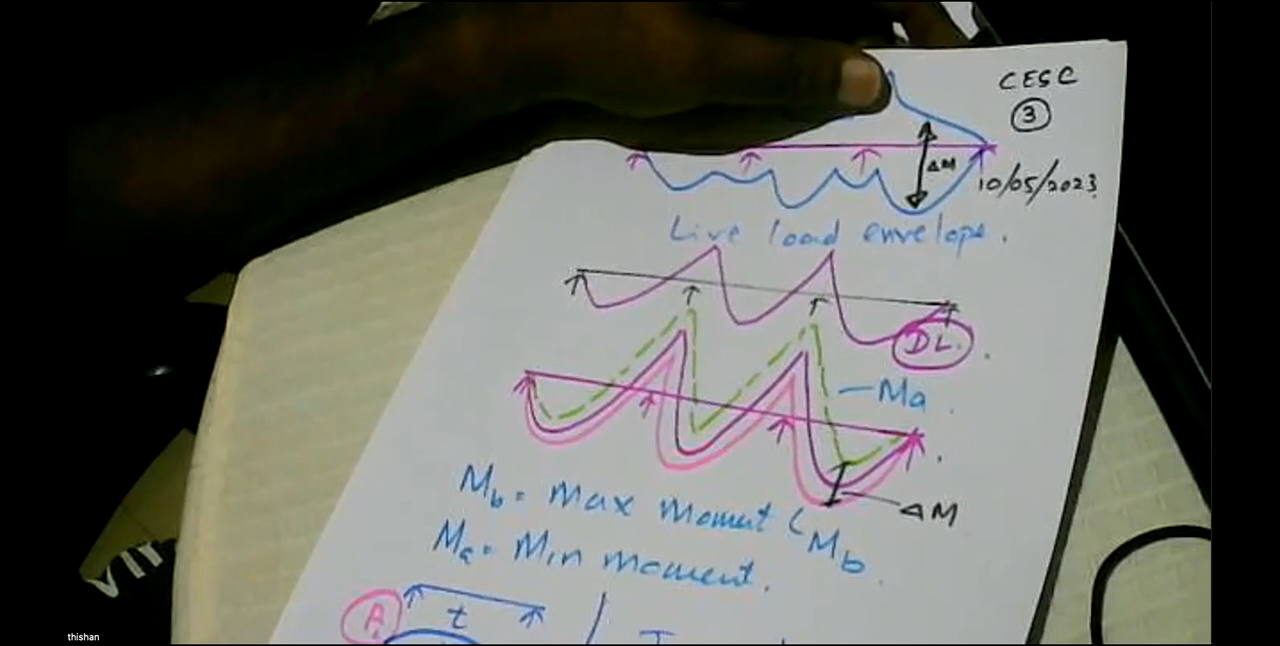 CESC
3
ΔM
10/05/2023
Live load envelope.
DL.
Ma.
ΔM
Mb = Max Moment (Mb.
Ma = Min moment.
A.
t
thishan